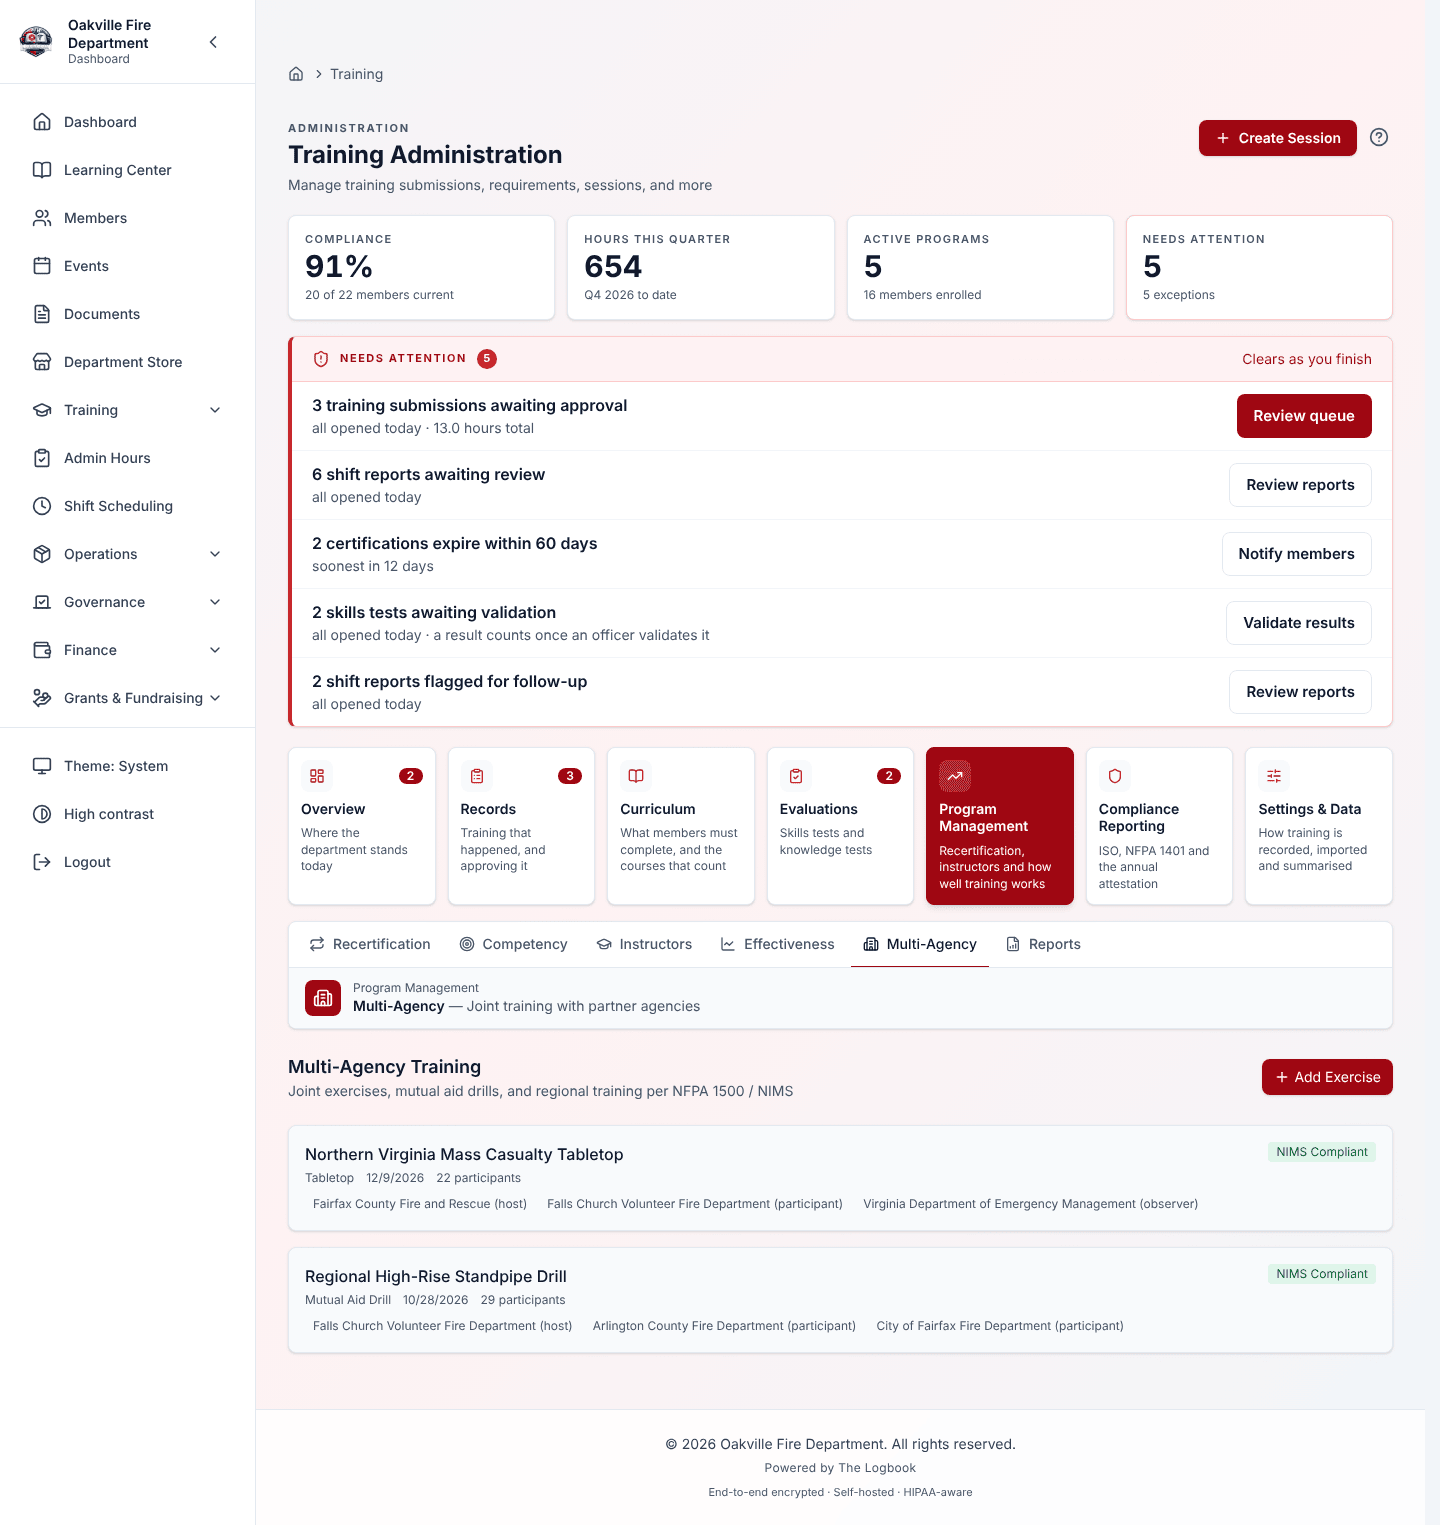 Oakville Fire
Department
Dashboard
Dashboard
Learning Center
Members
Events
Documents
Department Store
Training
Admin Hours
Shift Scheduling
Operations
Governance
Finance
Grants & Fundraising
Theme: System
High contrast
Logout
Training
ADMINISTRATION
Training Administration
Manage training submissions, requirements, sessions, and more
Create Session
COMPLIANCE
91%
20 of 22 members current
HOURS THIS QUARTER
654
Q4 2026 to date
ACTIVE PROGRAMS
5
16 members enrolled
NEEDS ATTENTION
5
5 exceptions
NEEDS ATTENTION 5
Clears as you finish
3 training submissions awaiting approval
all opened today · 13.0 hours total
Review queue
6 shift reports awaiting review
all opened today
Review reports
2 certifications expire within 60 days
soonest in 12 days
Notify members
2 skills tests awaiting validation
all opened today · a result counts once an officer validates it
Validate results
2 shift reports flagged for follow-up
all opened today
Review reports
2
Overview
Where the
department stands
today
3
Records
Training that
happened, and
approving it
Curriculum
What members must
complete, and the
courses that count
2
Evaluations
Skills tests and
knowledge tests
Program
Management
Recertification,
instructors and how
well training works
Compliance
Reporting
ISO, NFPA 1401 and
the annual
attestation
Settings & Data
How training is
recorded, imported
and summarised
Recertification
Competency
Instructors
Effectiveness
Multi-Agency
Reports
Program Management
Multi-Agency — Joint training with partner agencies
Multi-Agency Training
Joint exercises, mutual aid drills, and regional training per NFPA 1500 / NIMS
Add Exercise
Northern Virginia Mass Casualty Tabletop
NIMS Compliant
Tabletop 12/9/2026 22 participants
Fairfax County Fire and Rescue (host) Falls Church Volunteer Fire Department (participant) Virginia Department of Emergency Management (observer)
Regional High-Rise Standpipe Drill
NIMS Compliant
Mutual Aid Drill 10/28/2026 29 participants
Falls Church Volunteer Fire Department (host) Arlington County Fire Department (participant) City of Fairfax Fire Department (participant)
© 2026 Oakville Fire Department. All rights reserved.
Powered by The Logbook
End-to-end encrypted · Self-hosted · HIPAA-aware